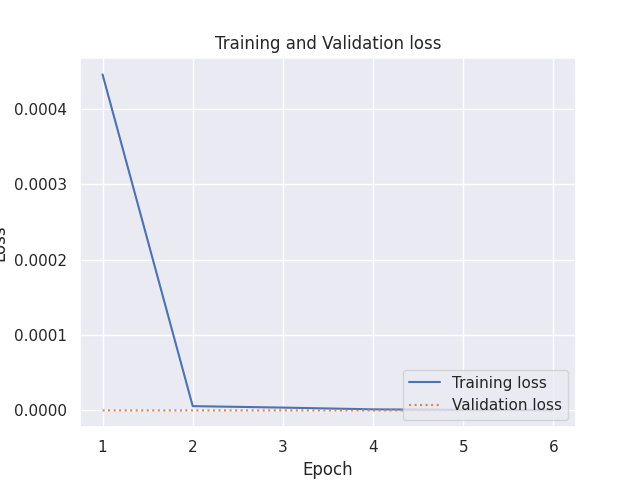 Training and Validation loss
0.0004
0.0003
0.0002
0.0001
0.0000
Loss
Training loss
Validation loss
1 2 3 4 5 6
Epoch